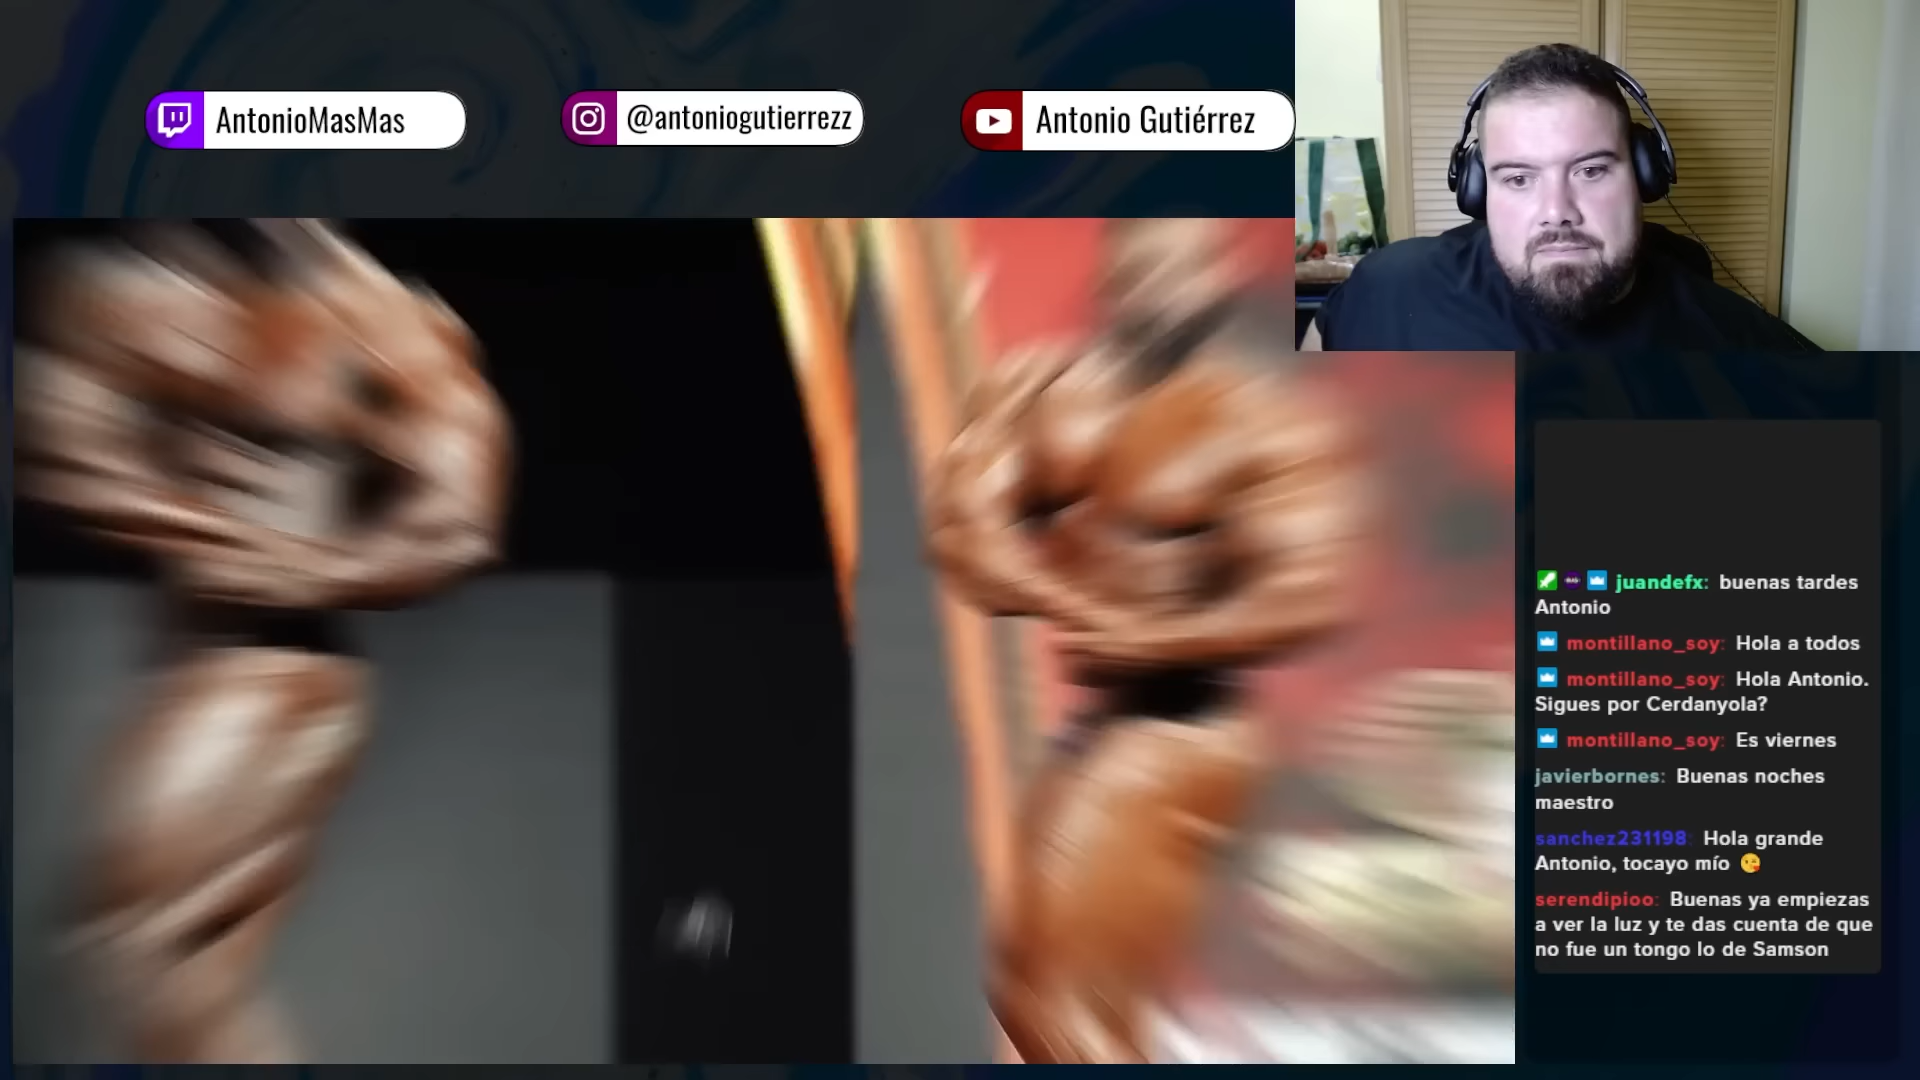 AntonioMasMas
@antoniogutierrezz
Antonio Gutiérrez
juandefx: buenas tardes
Antonio
montillano_soy: Hola a todos
montillano_soy: Hola Antonio.
Sigues por Cerdanyola?
montillano_soy: Es viernes
javierbornes: Buenas noches
maestro
sanchez231198: Hola grande
Antonio, tocayo mío 😘
serendipioo: Buenas ya empiezas
a ver la luz y te das cuenta de que
no fue un tongo lo de Samson